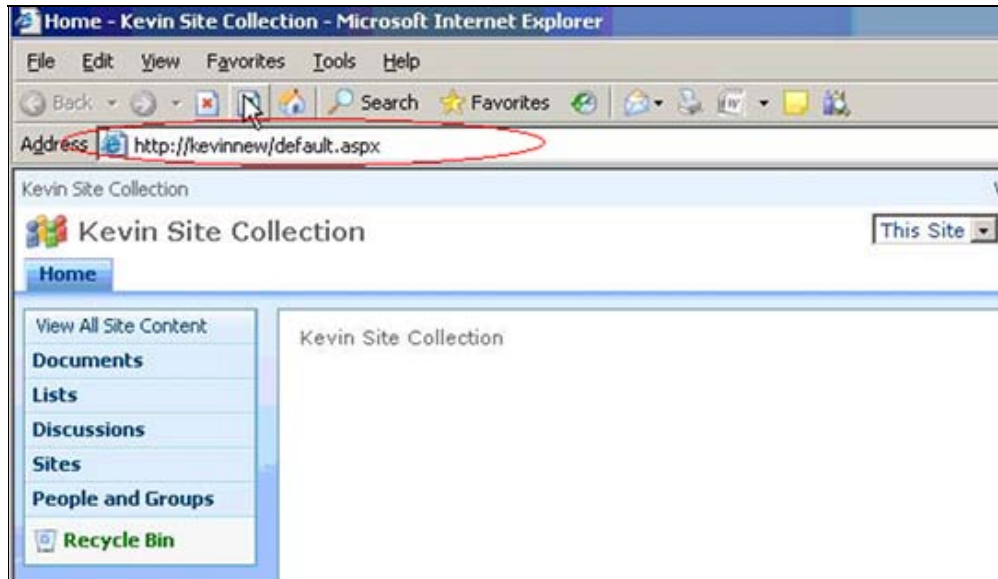 Home - Kevin Site Collection - Microsoft Internet Explorer
File Edit View Favorites Tools Help
Back Search Favorites
Address http://kevinnew/default.aspx
Kevin Site Collection
Kevin Site Collection This Site
Home
View All Site Content
Kevin Site Collection
Documents
Lists
Discussions
Sites
People and Groups
Recycle Bin